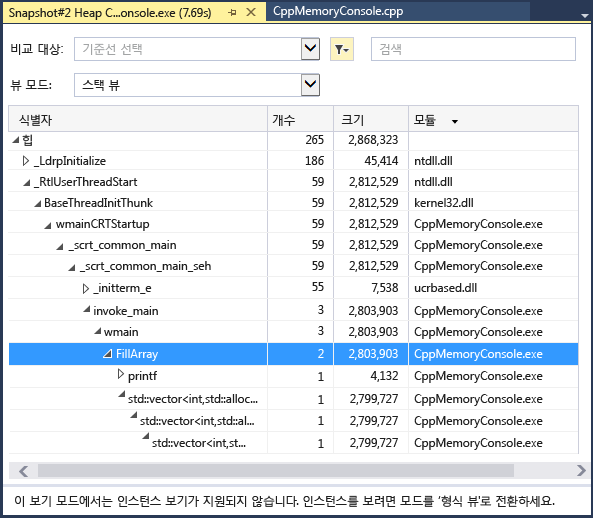 Snapshot#2 Heap C...onsole.exe (7.69s) CppMemoryConsole.cpp
비교 대상: 기준선 선택 검색
뷰 모드: 스택 뷰
식별자 개수 크기 모듈
힙 265 2,868,323
_LdrpInitialize 186 45,414 ntdll.dll
_RtlUserThreadStart 59 2,812,529 ntdll.dll
BaseThreadInitThunk 59 2,812,529 kernel32.dll
wmainCRTStartup 59 2,812,529 CppMemoryConsole.exe
_scrt_common_main 59 2,812,529 CppMemoryConsole.exe
_scrt_common_main_seh 59 2,812,529 CppMemoryConsole.exe
_initterm_e 55 7,538 ucrbased.dll
invoke_main 3 2,803,903 CppMemoryConsole.exe
wmain 3 2,803,903 CppMemoryConsole.exe
FillArray 2 2,803,903 CppMemoryConsole.exe
printf 1 4,132 CppMemoryConsole.exe
std::vector<int,std::alloc... 1 2,799,727 CppMemoryConsole.exe
std::vector<int,std::al... 1 2,799,727 CppMemoryConsole.exe
std::vector<int,st... 1 2,799,727 CppMemoryConsole.exe
이 보기 모드에서는 인스턴스 보기가 지원되지 않습니다. 인스턴스를 보려면 모드를 '형식 뷰'로 전환하세요.